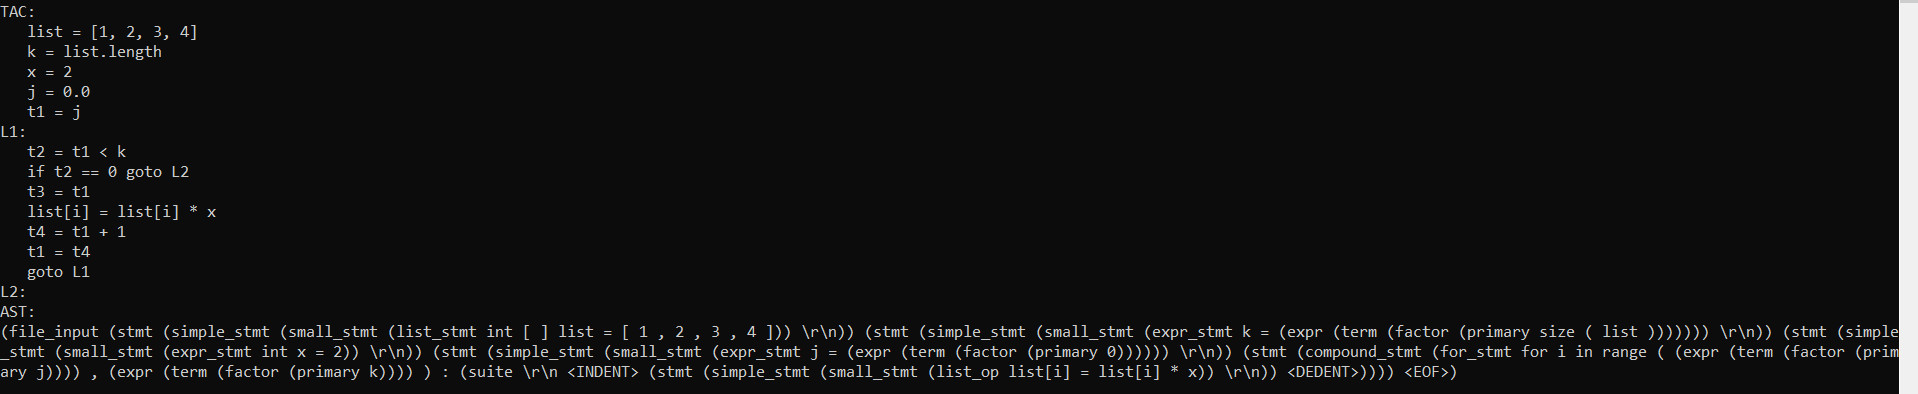 TAC:
   list = [1, 2, 3, 4]
   k = list.length
   x = 2
   j = 0.0
   t1 = j
L1:
   t2 = t1 < k
   if t2 == 0 goto L2
   t3 = t1
   list[i] = list[i] * x
   t4 = t1 + 1
   t1 = t4
   goto L1
L2:
AST:
(file_input (stmt (simple_stmt (small_stmt (list_stmt int [ ] list = [ 1 , 2 , 3 , 4 ])) \r\n)) (stmt (simple_stmt (small_stmt (expr_stmt k = (expr (term (factor (primary size ( list ))))))) \r\n)) (stmt (simple
_stmt (small_stmt (expr_stmt int x = 2)) \r\n)) (stmt (simple_stmt (small_stmt (expr_stmt j = (expr (term (factor (primary 0)))))) \r\n)) (stmt (compound_stmt (for_stmt for i in range ( (expr (term (factor (prim
ary j)))) , (expr (term (factor (primary k)))) ) : (suite \r\n <INDENT> (stmt (simple_stmt (small_stmt (list_op list[i] = list[i] * x)) \r\n)) <DEDENT>)))) <EOF>)